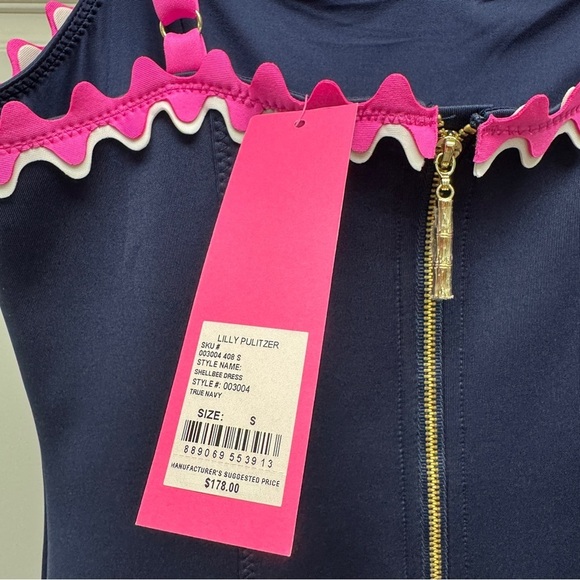 LILLY PULITZER
SKU #
003004 408 S
STYLE NAME:
SHELLBEE DRESS
STYLE #: 003004
TRUE NAVY
SIZE: S
889069 553913
MANUFACTURER'S SUGGESTED PRICE
$178.00